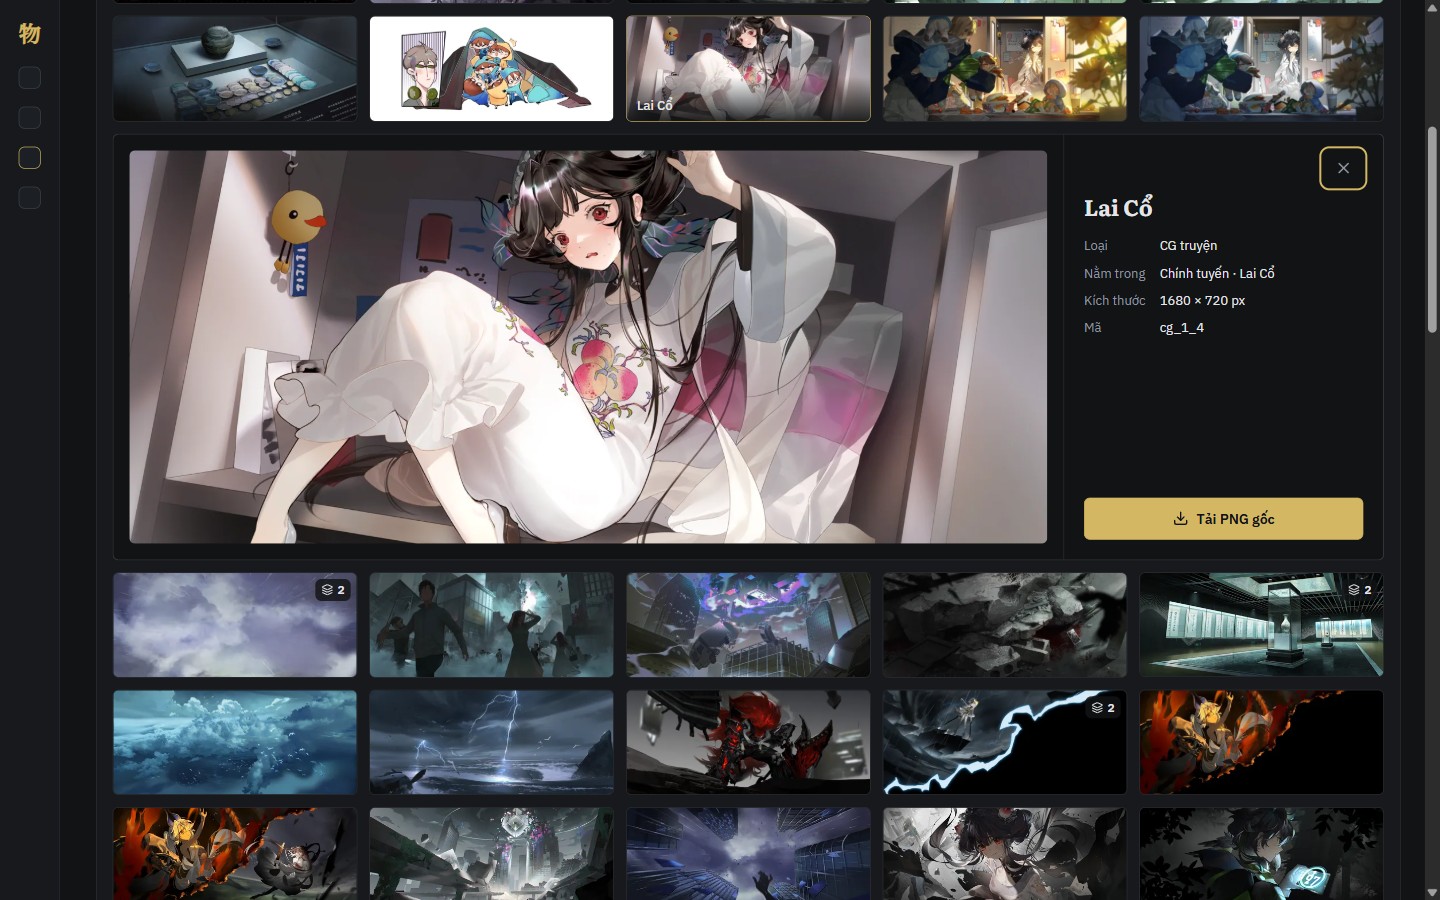 物
Lai Cổ
Lai Cổ
Loại CG truyện
Nằm trong Chính tuyến · Lai Cổ
Kích thước 1680 × 720 px
Mã cg_1_4
Tải PNG gốc
2
2
2
97